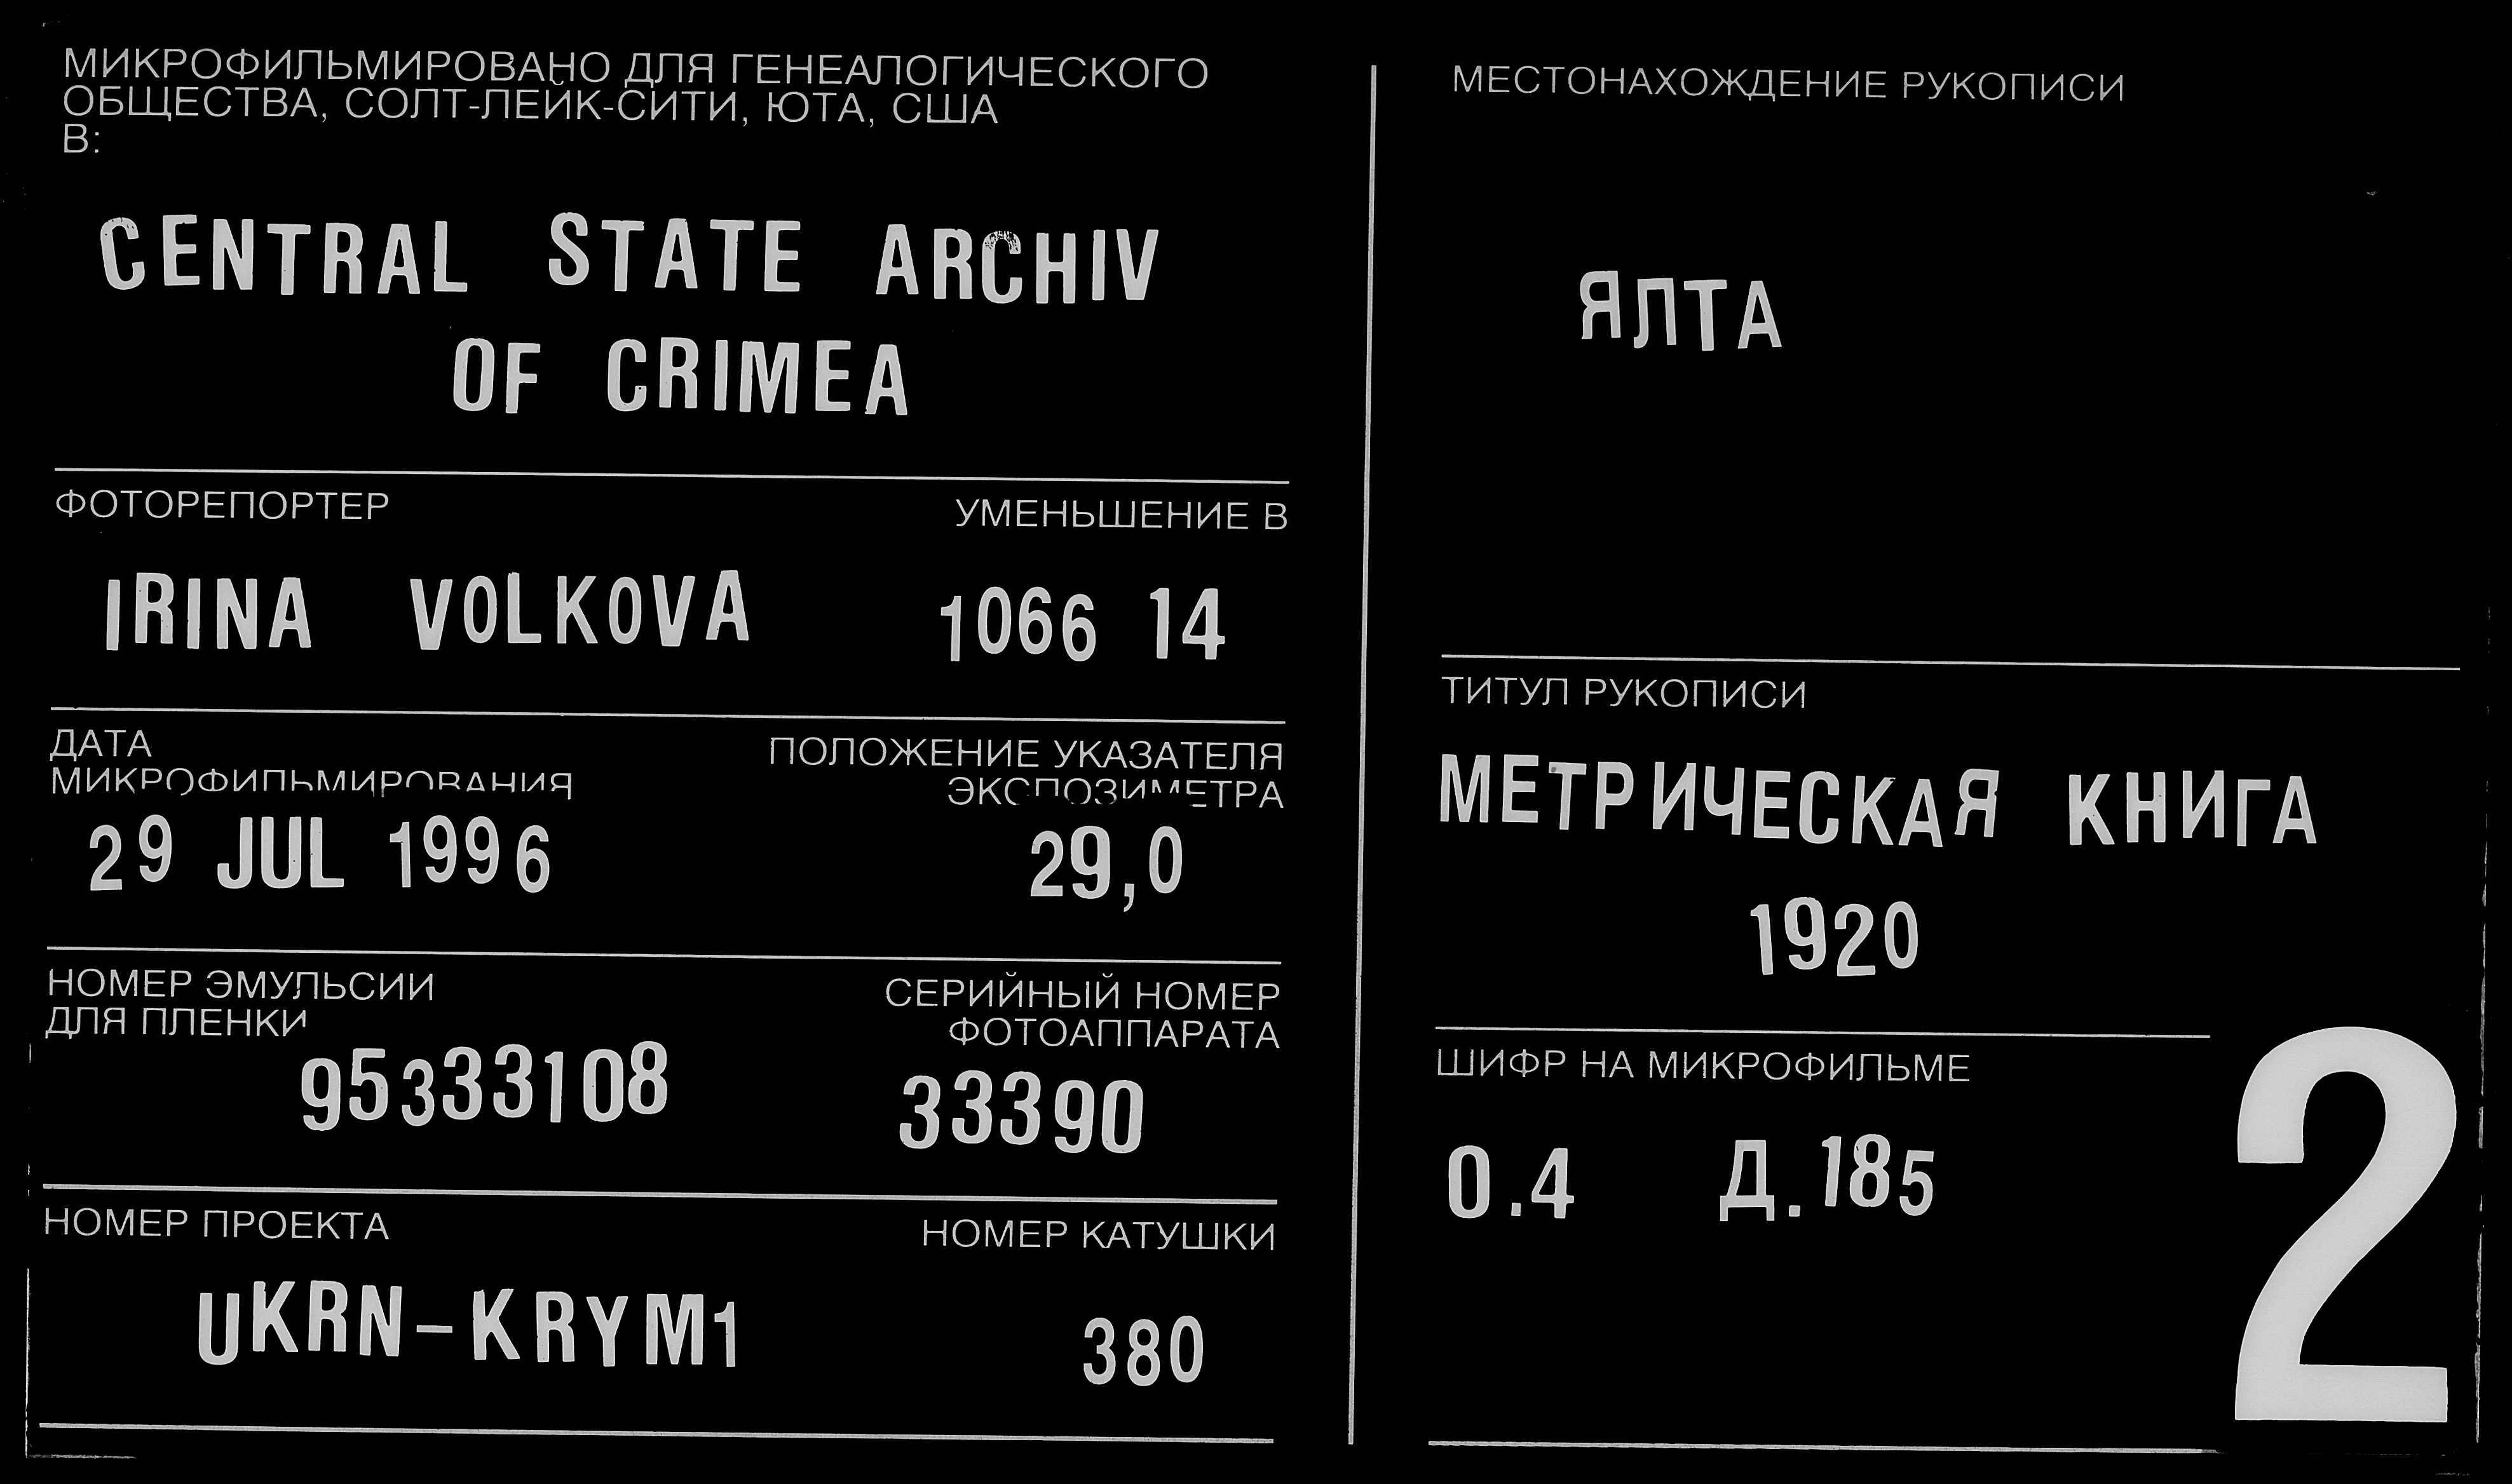 МИКРОФИЛЬМИРОВАНО ДЛЯ ГЕНЕАЛОГИЧЕСКОГО
ОБЩЕСТВА, СОЛТ-ЛЕЙК-СИТИ, ЮТА, США
В:
CENTRAL STATE ARCHIV
OF CRIMEA
ФОТОРЕПОРТЕР
УМЕНЬШЕНИЕ В
IRINA VOLKOVA
1066 14
ДАТА
МИКРОФИЛЬМИРОВАНИЯ
ПОЛОЖЕНИЕ УКАЗАТЕЛЯ
ЭКСПОЗИМЕТРА
29 JUL 1996
29,0
НОМЕР ЭМУЛЬСИИ
ДЛЯ ПЛЕНКИ
СЕРИЙНЫЙ НОМЕР
ФОТОАППАРАТА
95333108
33390
НОМЕР ПРОЕКТА
НОМЕР КАТУШКИ
UKRN-KRYM1
380
МЕСТОНАХОЖДЕНИЕ РУКОПИСИ
ЯЛТА
ТИТУЛ РУКОПИСИ
МЕТРИЧЕСКАЯ КНИГА
1920
ШИФР НА МИКРОФИЛЬМЕ
О.4 Д.185
2